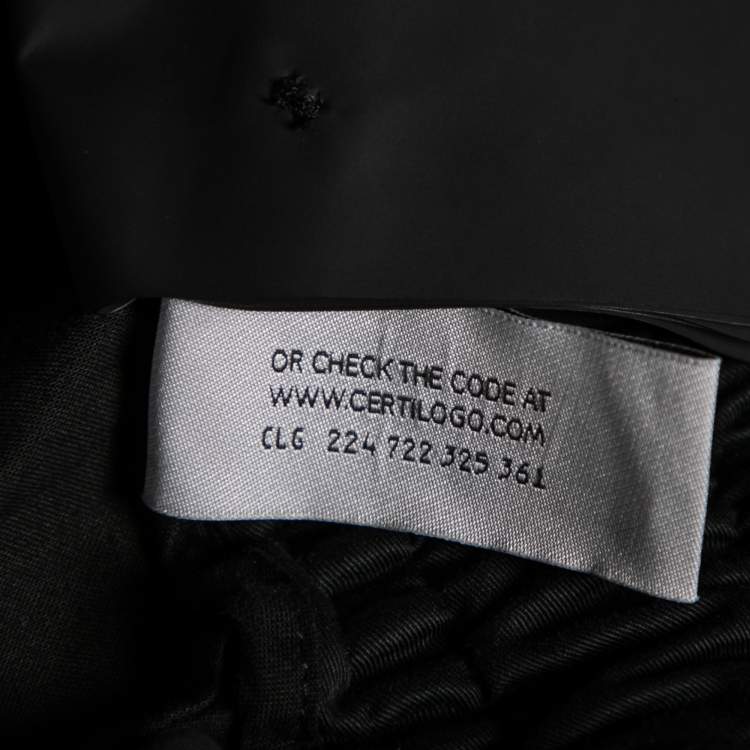 OR CHECK THE CODE AT
WWW.CERTILOGO.COM
CLG 224 722 325 361